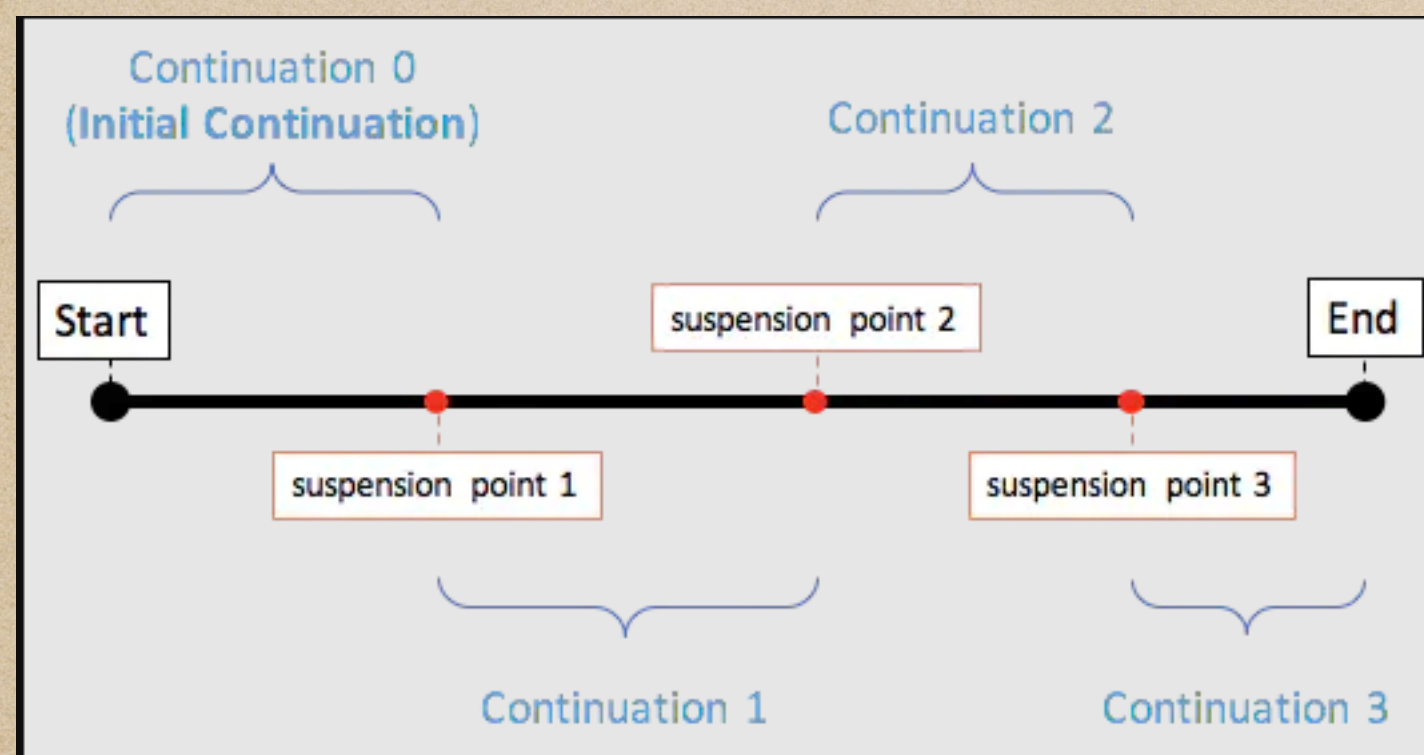 Continuation 0
(Initial Continuation)
Continuation 2
Start
suspension point 2
End
suspension point 1
suspension point 3
Continuation 1
Continuation 3